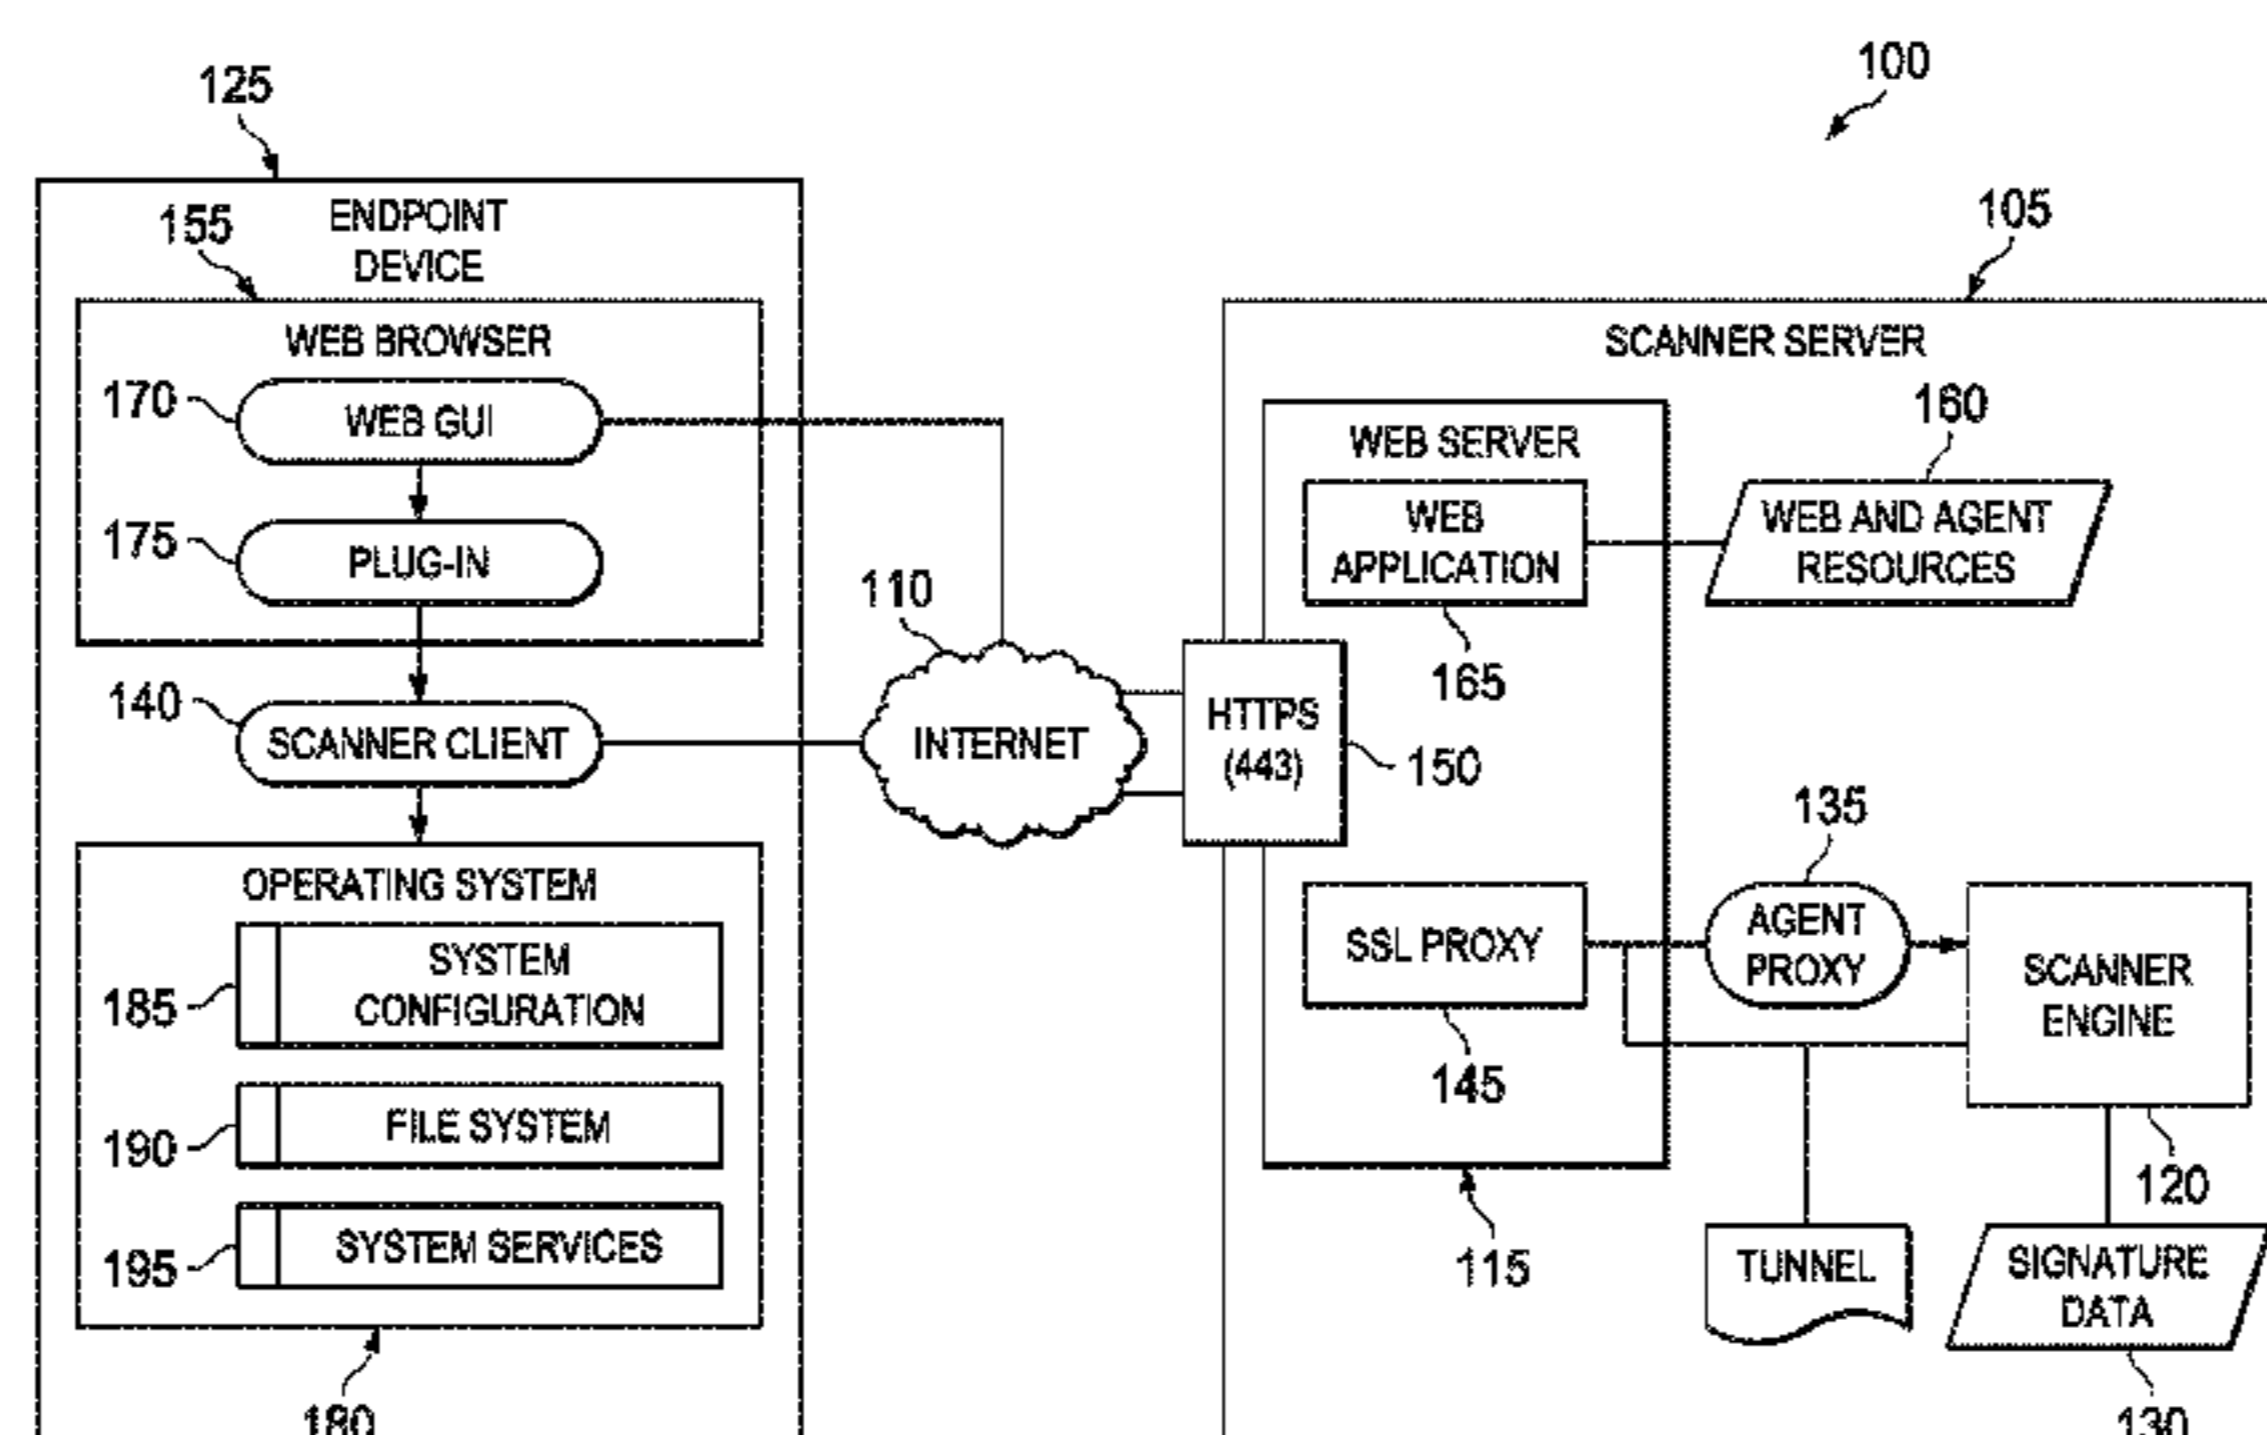 100
125
ENDPOINT
DEVICE
155
WEB BROWSER
170
WEB GUI
175
PLUG-IN
140
SCANNER CLIENT
OPERATING SYSTEM
185
SYSTEM
CONFIGURATION
190
FILE SYSTEM
195
SYSTEM SERVICES
180
110
INTERNET
105
SCANNER SERVER
WEB SERVER
WEB
APPLICATION
165
160
WEB AND AGENT
RESOURCES
HTTPS
(443)
150
SSL PROXY
145
115
135
AGENT
PROXY
SCANNER
ENGINE
120
TUNNEL
SIGNATURE
DATA
130